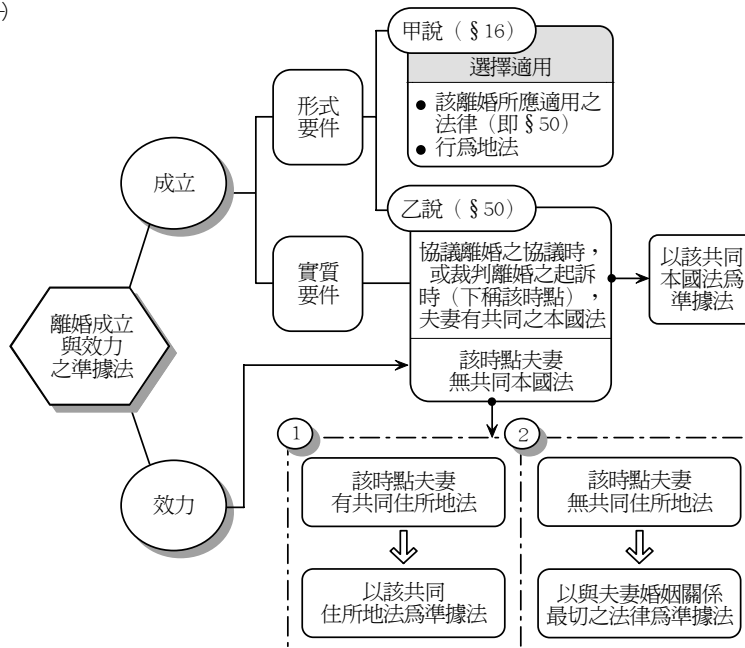 甲說(§16)
選擇適用
● 該離婚所應適用之
法律(即§50)
● 行為地法
形式
要件
成立
乙說(§50)
協議離婚之協議時,
或裁判離婚之起訴
時(下稱該時點),
夫妻有共同之本國法
以該共同
本國法為
準據法
實質
要件
離婚成立
與效力
之準據法
該時點夫妻
無共同本國法
效力
1
該時點夫妻
有共同住所地法
以該共同
住所地法為準據法
2
該時點夫妻
無共同住所地法
以與夫妻婚姻關係
最切之法律為準據法